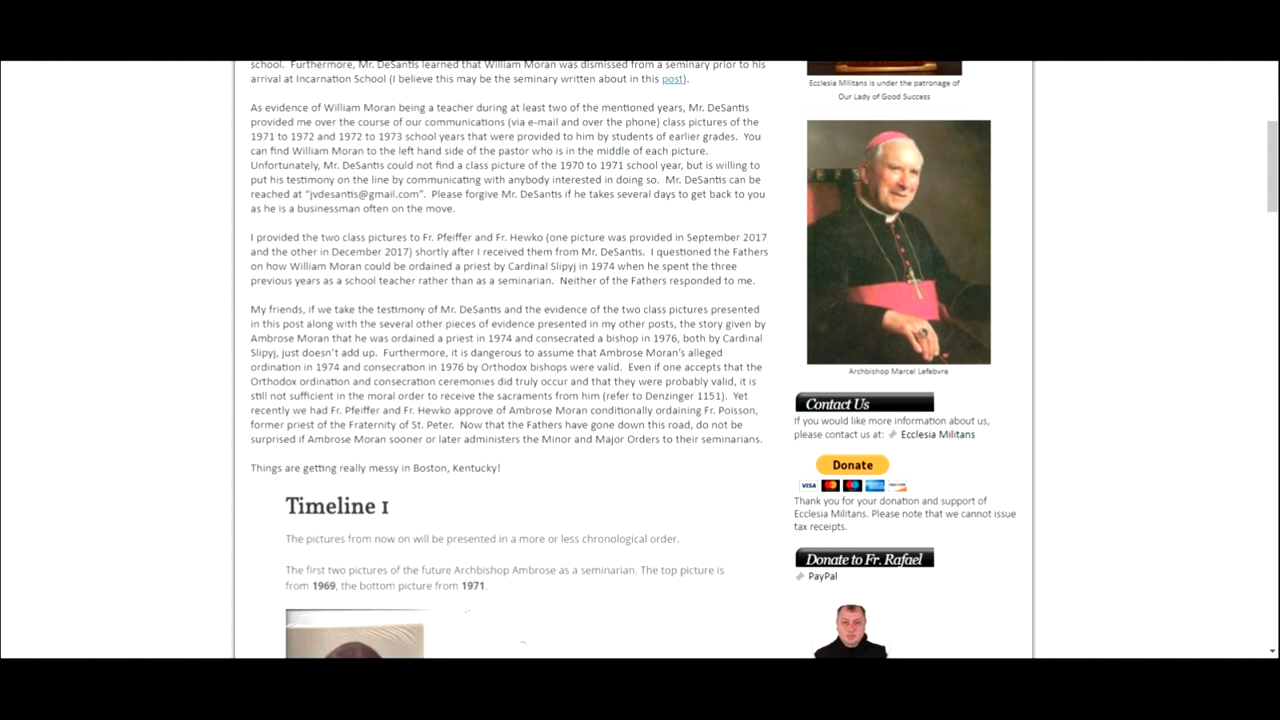 school.  Furthermore, Mr. DeSantis learned that William Moran was dismissed from a seminary prior to his
arrival at Incarnation School (I believe this may be the seminary written about in this post).
As evidence of William Moran being a teacher during at least two of the mentioned years, Mr. DeSantis
provided me over the course of our communications (via e-mail and over the phone) class pictures of the
1971 to 1972 and 1972 to 1973 school years that were provided to him by students of earlier grades.  You
can find William Moran to the left hand side of the pastor who is in the middle of each picture.
Unfortunately, Mr. DeSantis could not find a class picture of the 1970 to 1971 school year, but is willing to
put his testimony on the line by communicating with anyone interested in doing so.  Mr. DeSantis can be
reached at "jvdesantis@gmail.com".  Please forgive Mr. DeSantis if he takes several days to get back to you
as he is a businessman often on the move.
I provided the two class pictures to Fr. Pfeiffer and Fr. Hewko (one picture was provided in September 2017
and the other in December 2017) shortly after I received them from Mr. DeSantis.  I questioned the Fathers
on how William Moran could be ordained a priest by Cardinal Slipyj in 1974 when he spent the three
previous years as a school teacher rather than as a seminarian.  Neither of the Fathers responded to me.
My friends, if we take the testimony of Mr. DeSantis and the evidence of the two class pictures presented
in this post along with the several other pieces of evidence presented in my other posts, the story given by
Ambrose Moran that he was ordained a priest in 1974 and consecrated a bishop in 1976, both by Cardinal
Slipyj, just doesn't add up.  Furthermore, it is dangerous to assume that Ambrose Moran's alleged
ordination in 1974 and consecration in 1976 by Orthodox bishops were valid.  Even if one accepts that the
Orthodox ordination and consecration ceremonies did truly occur and that they were probably valid, it is
still not sufficient in the moral order to receive the sacraments from him (refer to Denzinger 1151).  Yet
recently we had Fr. Pfeiffer and Fr. Hewko approve of Ambrose Moran conditionally ordaining Fr. Poisson,
former priest of the Fraternity of St. Peter.  Now that the Fathers have gone down this road, do not be
surprised if Ambrose Moran sooner or later administers the Minor and Major Orders to their seminarians.
Things are getting really messy in Boston, Kentucky!
Timeline 1
The pictures from now on will be presented in a more or less chronological order.
The first two pictures of the future Archbishop Ambrose as a seminarian. The top picture is
from 1969, the bottom picture from 1971.
Ecclesia Militans is under the patronage of
Our Lady of Good Success
Archbishop Marcel Lefebvre
Contact Us
If you would like more information about us,
please contact us at: Ecclesia Militans
Donate
VISA
Thank you for your donation and support of
Ecclesia Militans. Please note that we cannot issue
tax receipts.
Donate to Fr. Rafael
PayPal